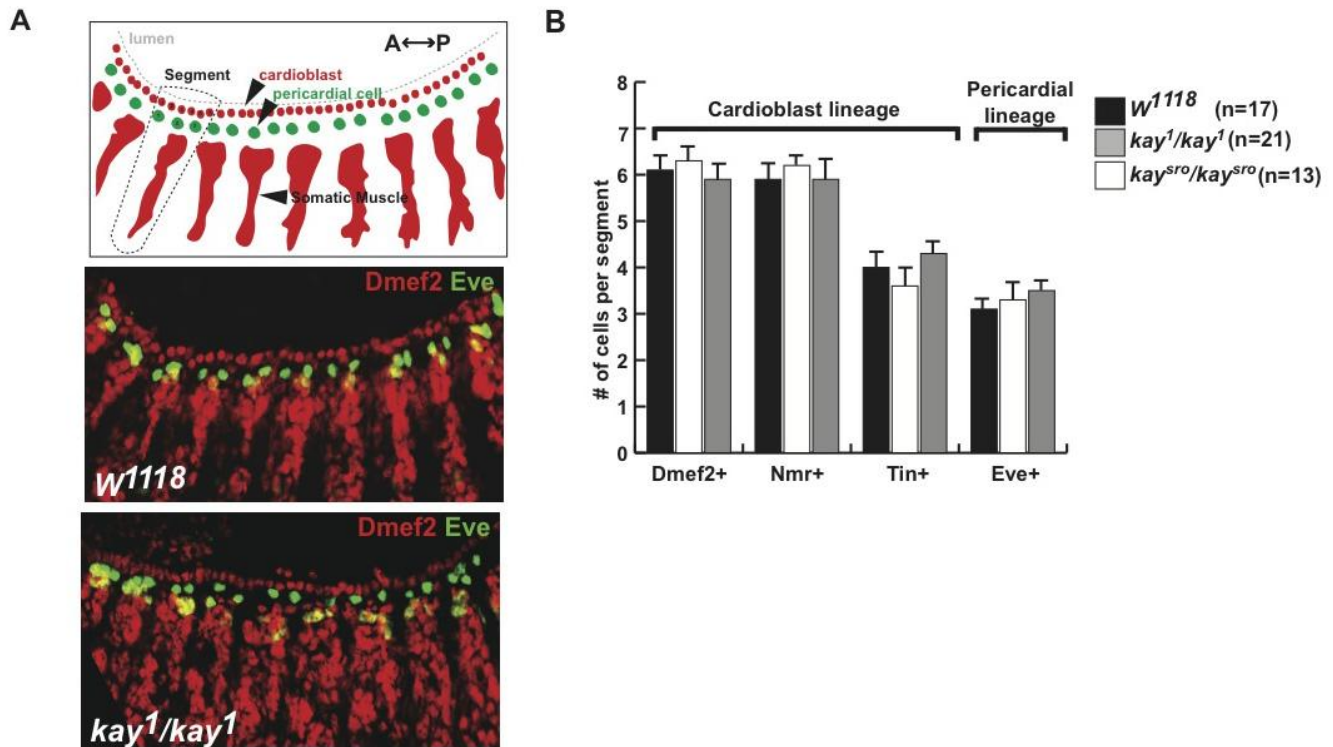 A
lumen
A↔P
Segment
cardioblast
pericardial cell
Somatic Muscle
Dmef2 Eve
W1118
Dmef2 Eve
kay1/kay1
B
Cardioblast lineage
Pericardial
lineage
W1118 (n=17)
kay1/kay1 (n=21)
kaysro/kaysro (n=13)
# of cells per segment
8
7
6
5
4
3
2
1
0
Dmef2+ Nmr+ Tin+ Eve+